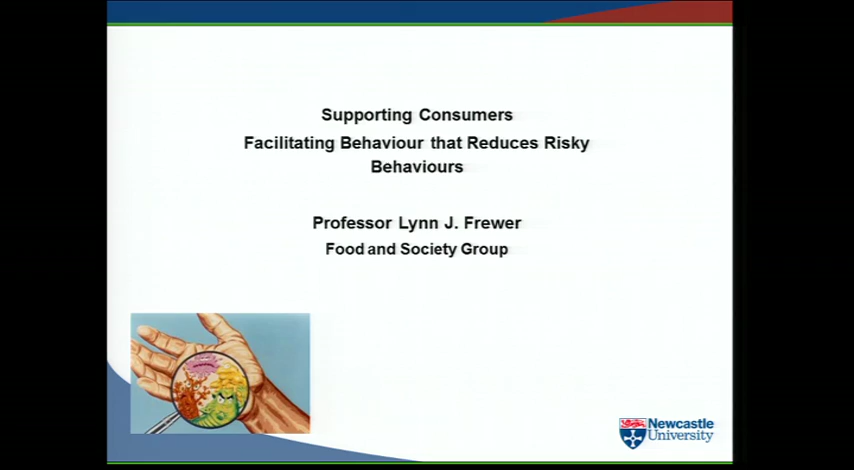 Supporting Consumers
Facilitating Behaviour that Reduces Risky
Behaviours
Professor Lynn J. Frewer
Food and Society Group
Newcastle
University